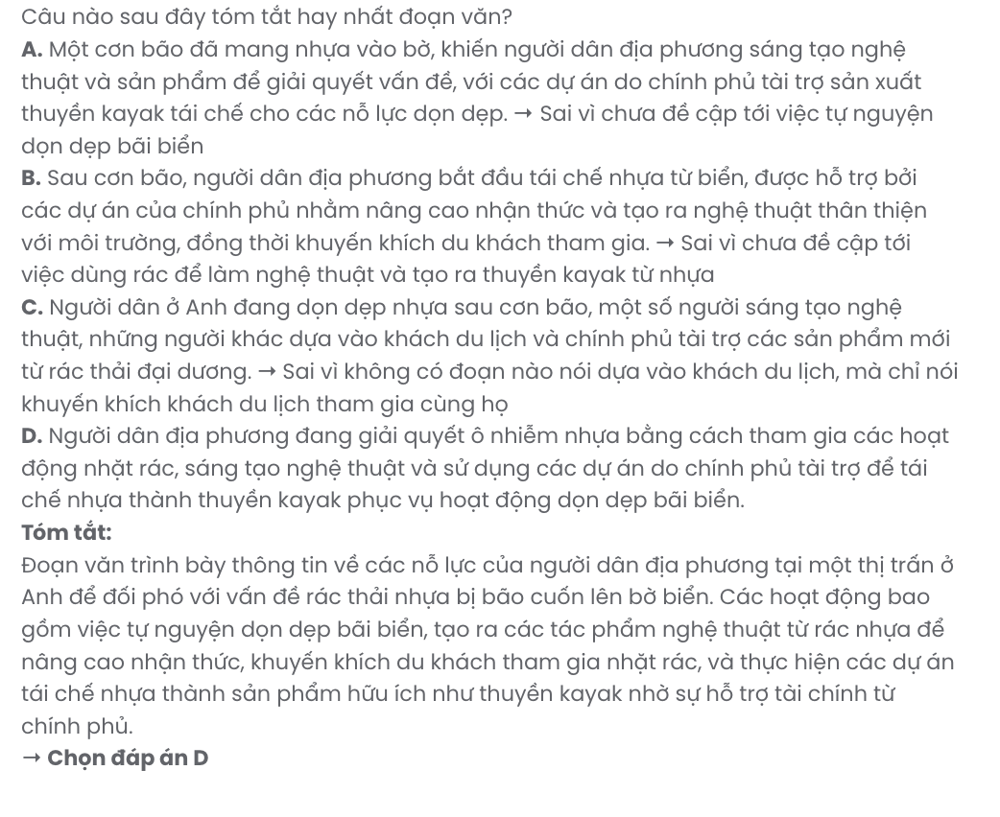 Câu nào sau đây tóm tắt hay nhất đoạn văn?
A. Một cơn bão đã mang nhựa vào bờ, khiến người dân địa phương sáng tạo nghệ
thuật và sản phẩm để giải quyết vấn đề, với các dự án do chính phủ tài trợ sản xuất
thuyền kayak tái chế cho các nỗ lực dọn dẹp. → Sai vì chưa đề cập tới việc tự nguyện
dọn dẹp bãi biển
B. Sau cơn bão, người dân địa phương bắt đầu tái chế nhựa từ biển, được hỗ trợ bởi
các dự án của chính phủ nhằm nâng cao nhận thức và tạo ra nghệ thuật thân thiện
với môi trường, đồng thời khuyến khích du khách tham gia. → Sai vì chưa đề cập tới
việc dùng rác để làm nghệ thuật và tạo ra thuyền kayak từ nhựa
C. Người dân ở Anh đang dọn dẹp nhựa sau cơn bão, một số người sáng tạo nghệ
thuật, những người khác dựa vào khách du lịch và chính phủ tài trợ các sản phẩm mới
từ rác thải đại dương. → Sai vì không có đoạn nào nói dựa vào khách du lịch, mà chỉ nói
khuyến khích khách du lịch tham gia cùng họ
D. Người dân địa phương đang giải quyết ô nhiễm nhựa bằng cách tham gia các hoạt
động nhặt rác, sáng tạo nghệ thuật và sử dụng các dự án do chính phủ tài trợ để tái
chế nhựa thành thuyền kayak phục vụ hoạt động dọn dẹp bãi biển.
Tóm tắt:
Đoạn văn trình bày thông tin về các nỗ lực của người dân địa phương tại một thị trấn ở
Anh để đối phó với vấn đề rác thải nhựa bị bão cuốn lên bờ biển. Các hoạt động bao
gồm việc tự nguyện dọn dẹp bãi biển, tạo ra các tác phẩm nghệ thuật từ rác nhựa để
nâng cao nhận thức, khuyến khích du khách tham gia nhặt rác, và thực hiện các dự án
tái chế nhựa thành sản phẩm hữu ích như thuyền kayak nhờ sự hỗ trợ tài chính từ
chính phủ.
→ Chọn đáp án D